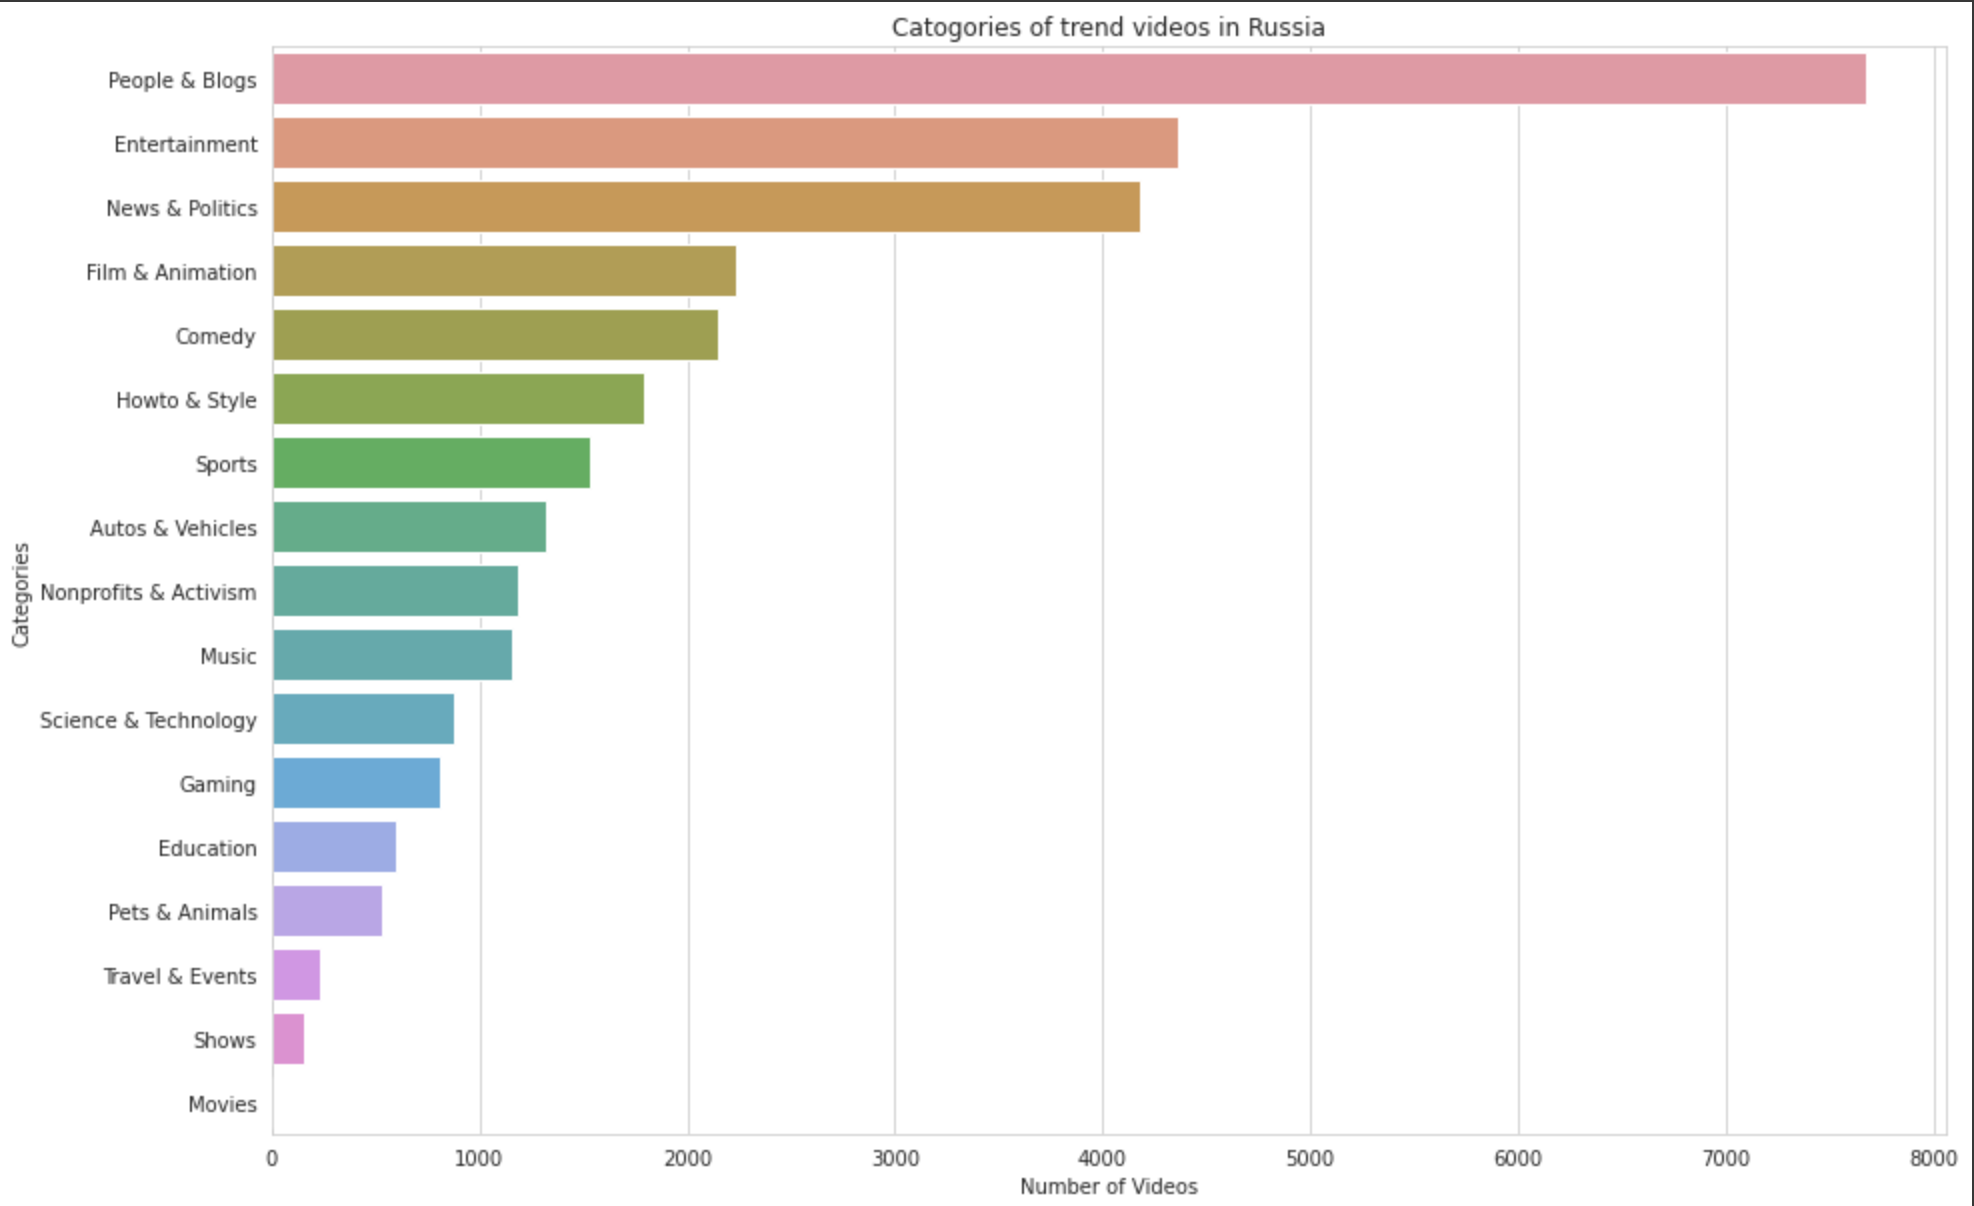 Catogories of trend videos in Russia
People & Blogs
Entertainment
News & Politics
Film & Animation
Comedy
Howto & Style
Sports
Autos & Vehicles
Nonprofits & Activism
Music
Science & Technology
Gaming
Education
Pets & Animals
Travel & Events
Shows
Movies
Categories
0 1000 2000 3000 4000 5000 6000 7000 8000
Number of Videos